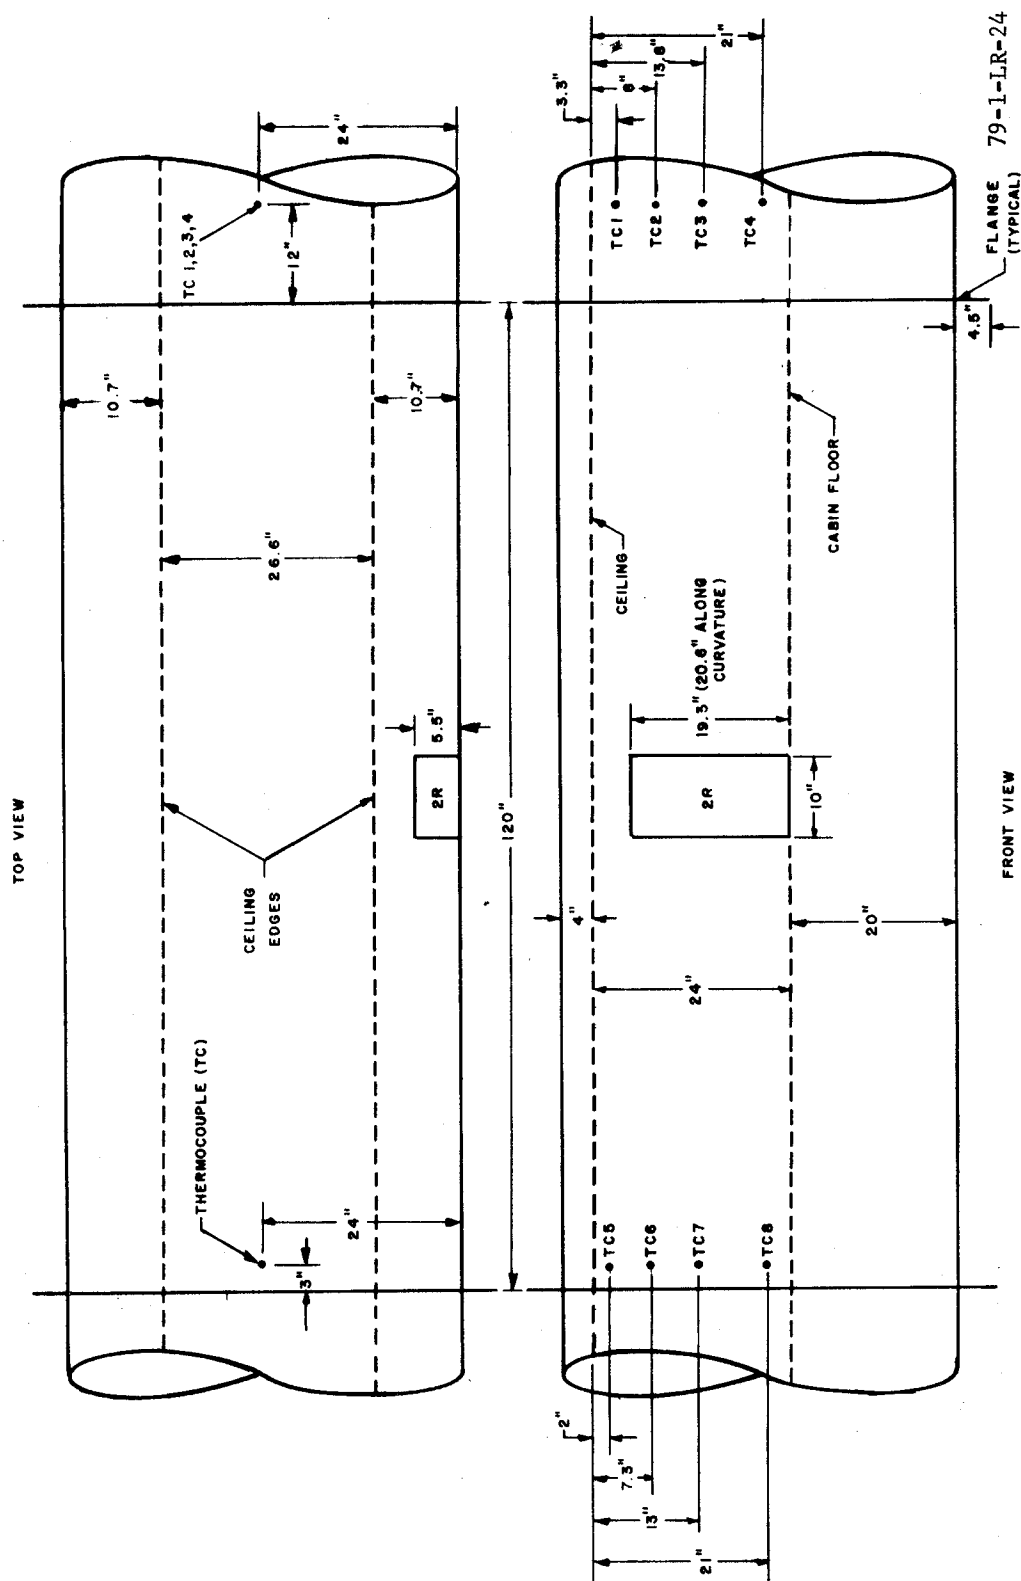 TOP VIEW
10.7"
26.6"
10.7"
24"
12"
TC 1,2,3,4
CEILING
EDGES
THERMOCOUPLE (TC)
3"
24"
5.5"
2R
120"
FRONT VIEW
3.3"
13.8"
21"
TC1
TC2
TC3
TC4
CEILING
CABIN FLOOR
19.3" (20.6" ALONG
CURVATURE)
2R
10"
4"
24"
20"
TC5
TC6
TC7
TC8
2"
7.3"
13"
21"
4.5"
FLANGE
(TYPICAL)
79-1-LR-24